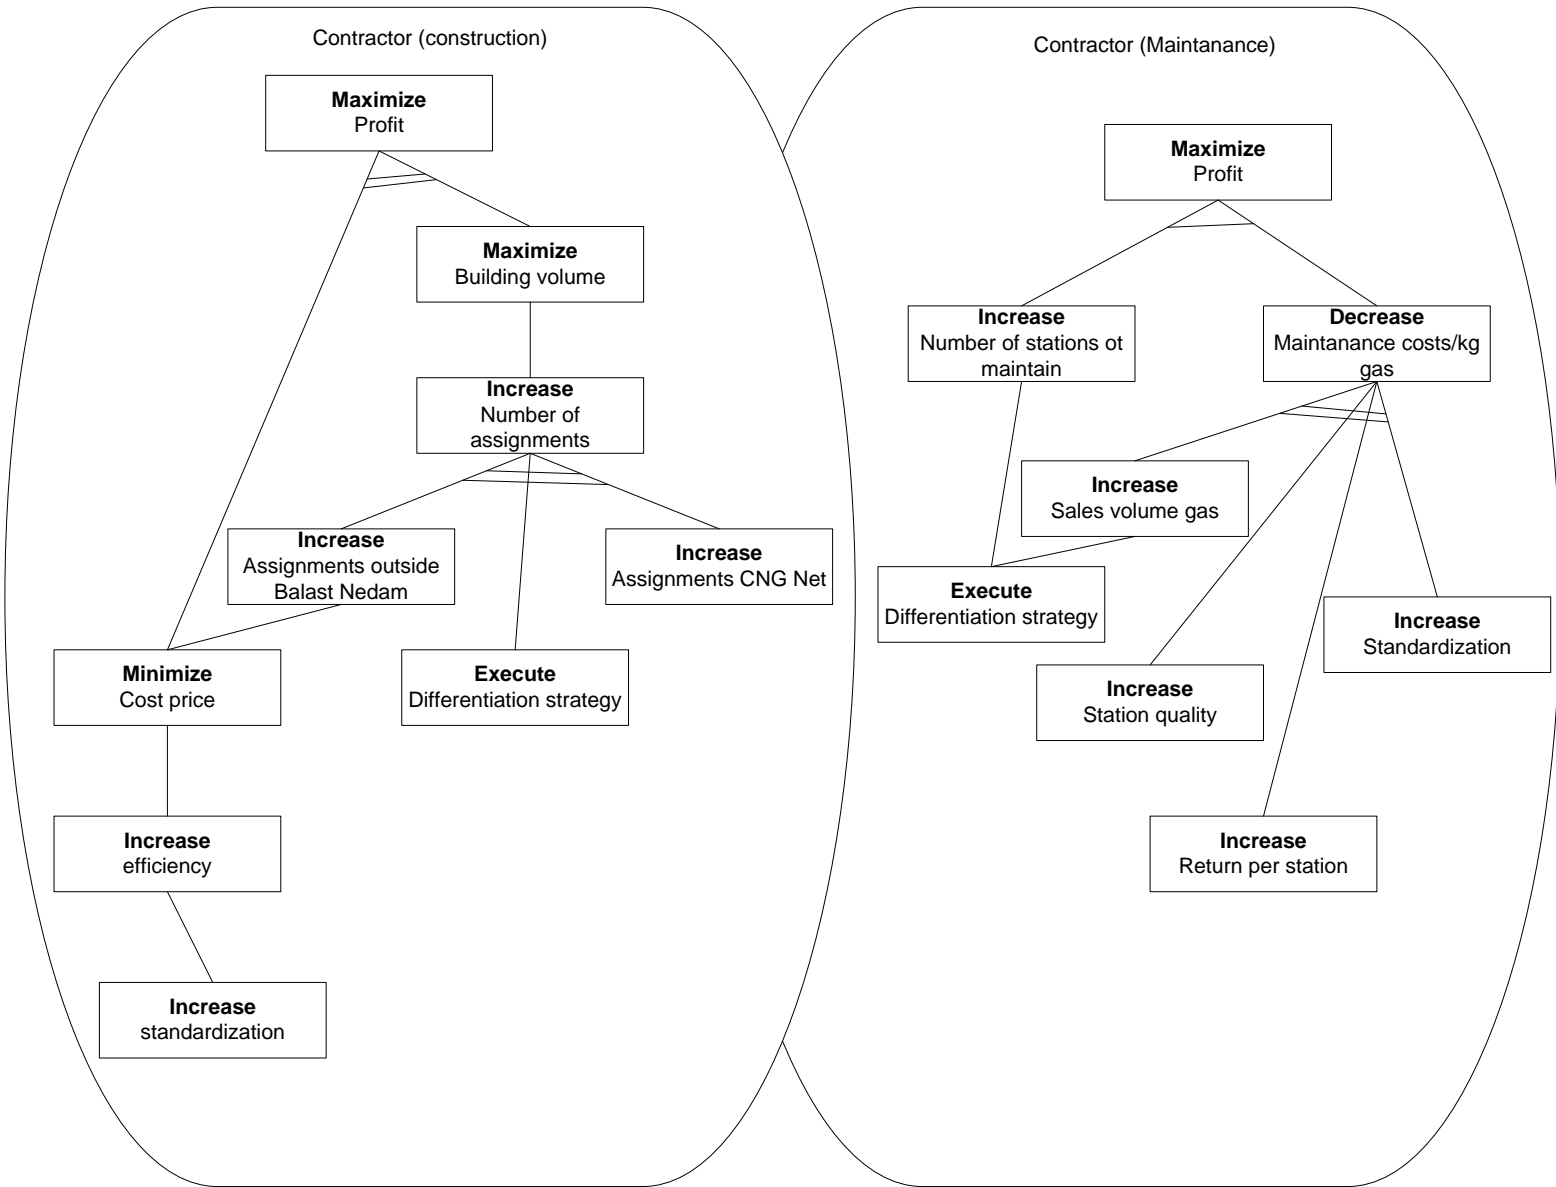 Contractor (construction)
Maximize
Profit
Maximize
Building volume
Increase
Number of
assignments
Increase
Assignments outside
Balast Nedam
Increase
Assignments CNG Net
Minimize
Cost price
Execute
Differentiation strategy
Increase
efficiency
Increase
standardization
Contractor (Maintanance)
Maximize
Profit
Increase
Number of stations ot
maintain
Decrease
Maintanance costs/kg
gas
Increase
Sales volume gas
Execute
Differentiation strategy
Increase
Standardization
Increase
Station quality
Increase
Return per station